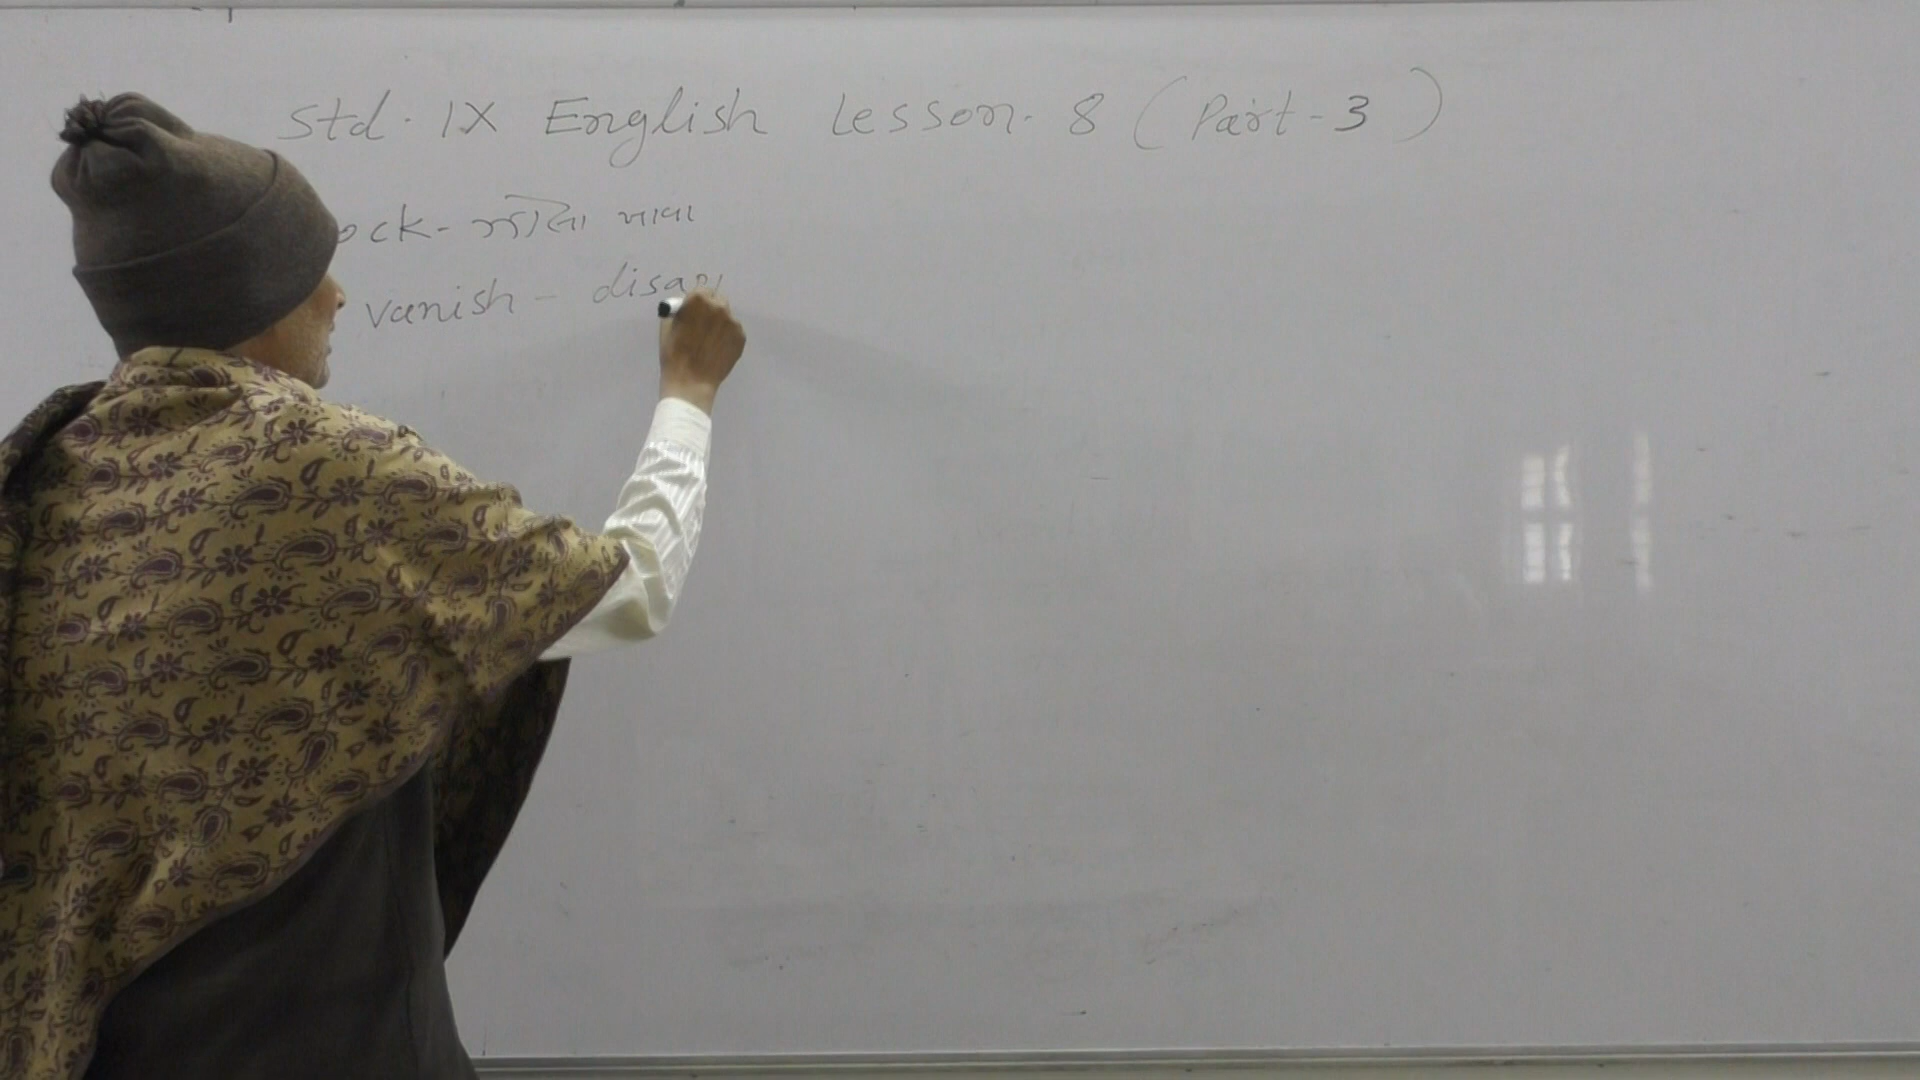 Std. IX English Lesson. 8 (Part-3)
ock- ઝોલા ખાવા
vanish - disap